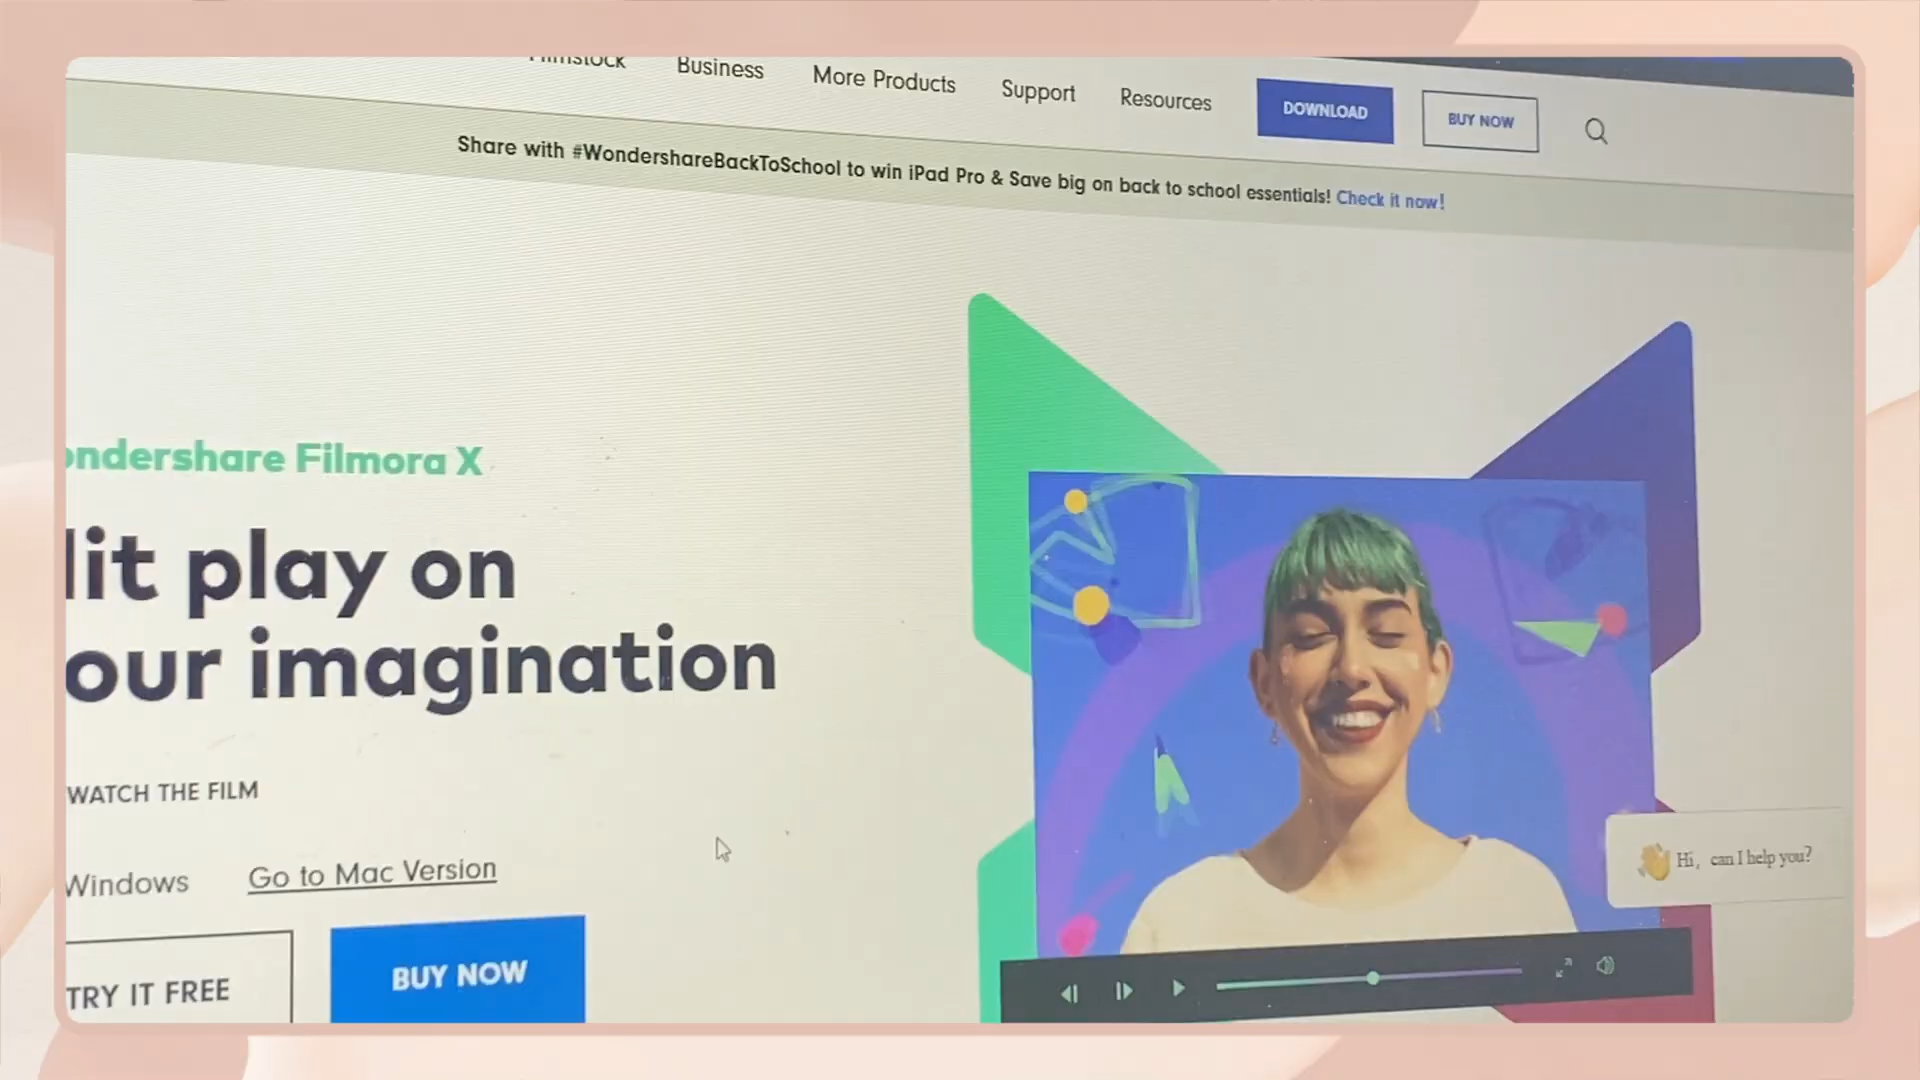 Business
More Products
Support
Resources
DOWNLOAD
BUY NOW
Share with #WondershareBackToSchool to win iPad Pro & Save big on back to school essentials! Check it now!
ondershare Filmora X
it play on
our imagination
WATCH THE FILM
Windows
Go to Mac Version
TRY IT FREE
BUY NOW
Hi, can I help you?